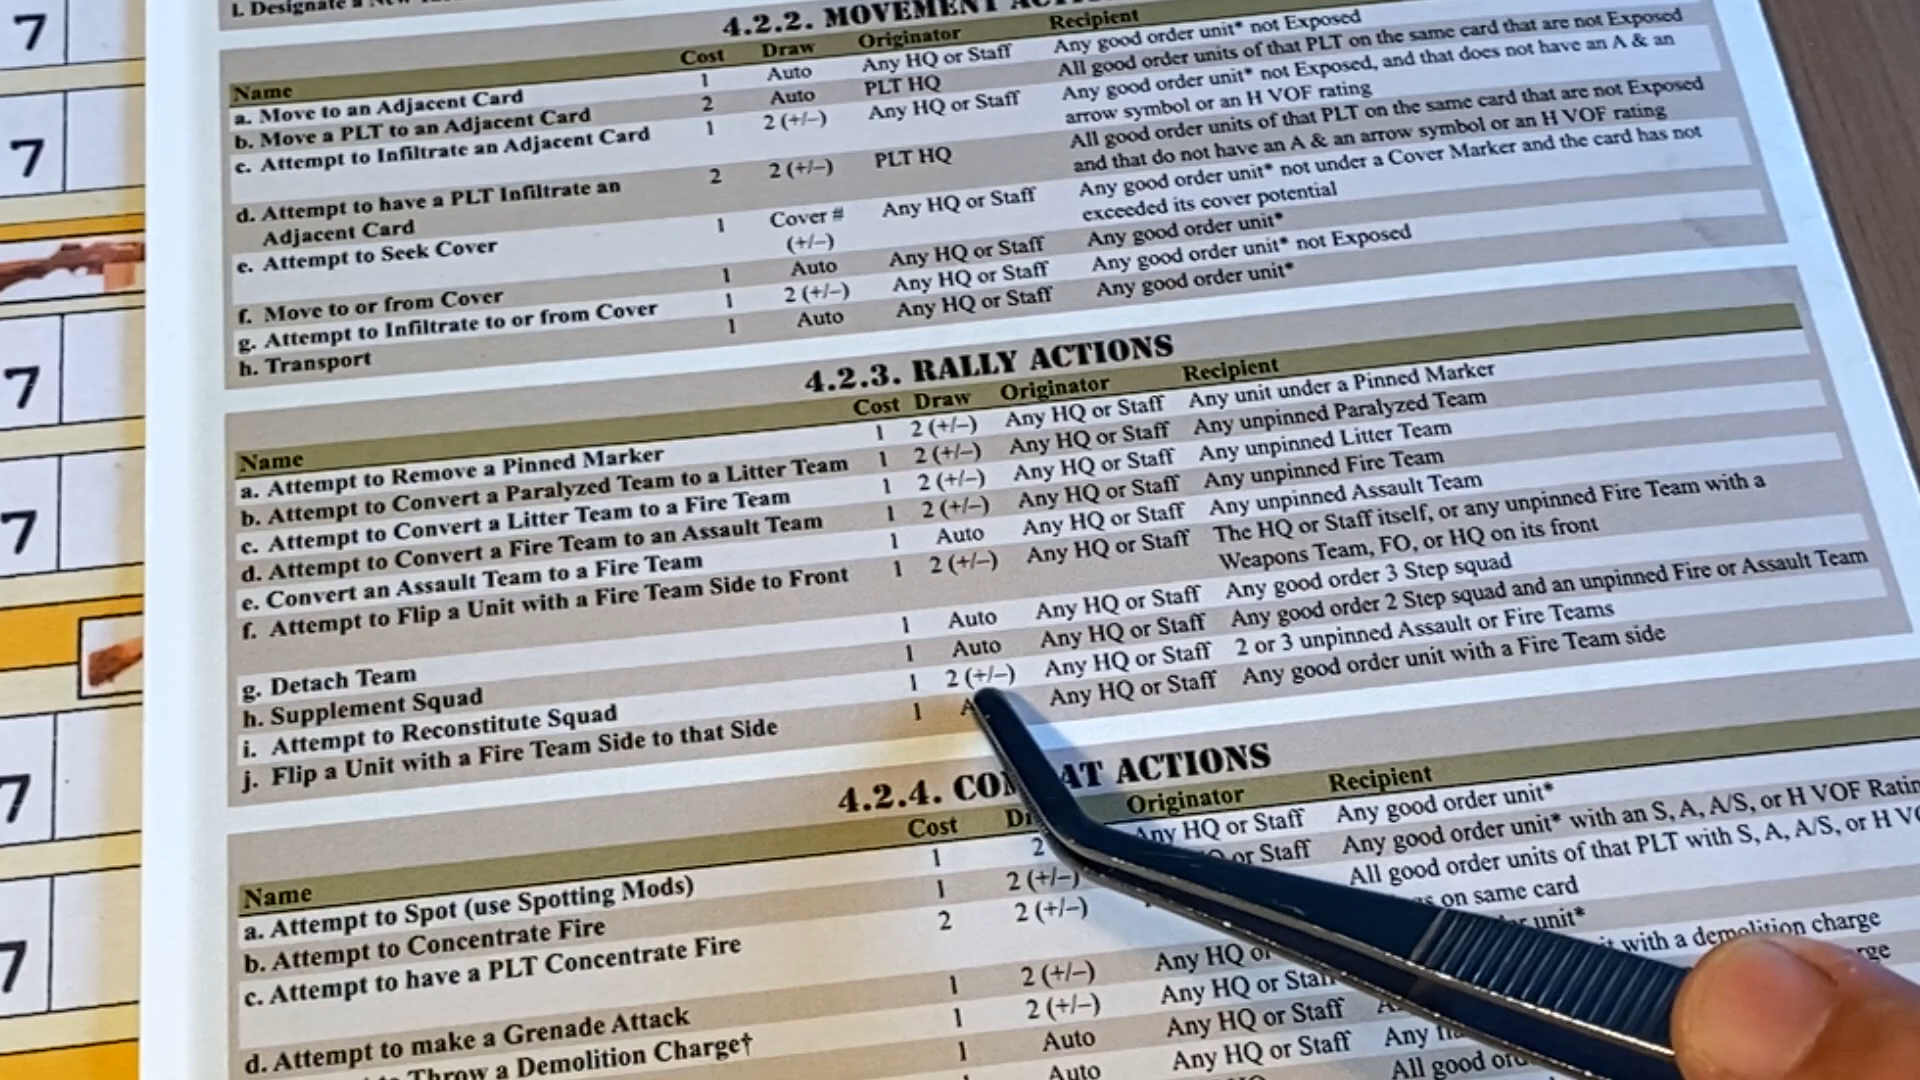 4.2.2. MOVEMENT
Name Cost Draw Originator Recipient
a. Move to an Adjacent Card 1 Auto Any HQ or Staff Any good order unit* not Exposed
b. Move a PLT to an Adjacent Card 2 Auto PLT HQ All good order units of that PLT on the same card that are not Exposed
c. Attempt to Infiltrate an Adjacent Card 1 2 (+/–) Any HQ or Staff Any good order unit* not Exposed, and that does not have an A & an
arrow symbol or an H VOF rating
d. Attempt to have a PLT Infiltrate an 2 2 (+/–) PLT HQ All good order units of that PLT on the same card that are not Exposed
Adjacent Card and that do not have an A & an arrow symbol or an H VOF rating
e. Attempt to Seek Cover 1 Cover # Any HQ or Staff Any good order unit* not under a Cover Marker and the card has not
(+/–) exceeded its cover potential
f. Move to or from Cover 1 Auto Any HQ or Staff Any good order unit*
g. Attempt to Infiltrate to or from Cover 1 2 (+/–) Any HQ or Staff Any good order unit* not Exposed
h. Transport 1 Auto Any HQ or Staff Any good order unit*
4.2.3. RALLY ACTIONS
Name Cost Draw Originator Recipient
a. Attempt to Remove a Pinned Marker 1 2 (+/–) Any HQ or Staff Any unit under a Pinned Marker
b. Attempt to Convert a Paralyzed Team to a Litter Team 1 2 (+/–) Any HQ or Staff Any unpinned Paralyzed Team
c. Attempt to Convert a Litter Team to a Fire Team 1 2 (+/–) Any HQ or Staff Any unpinned Litter Team
d. Attempt to Convert a Fire Team to an Assault Team 1 2 (+/–) Any HQ or Staff Any unpinned Fire Team
e. Convert an Assault Team to a Fire Team 1 Auto Any HQ or Staff Any unpinned Assault Team
f. Attempt to Flip a Unit with a Fire Team Side to Front 1 2 (+/–) Any HQ or Staff The HQ or Staff itself, or any unpinned Fire Team with a
Weapons Team, FO, or HQ on its front
g. Detach Team 1 Auto Any HQ or Staff Any good order 3 Step squad
h. Supplement Squad 1 Auto Any HQ or Staff Any good order 2 Step squad and an unpinned Fire or Assault Team
i. Attempt to Reconstitute Squad 1 2 (+/–) Any HQ or Staff 2 or 3 unpinned Assault or Fire Teams
j. Flip a Unit with a Fire Team Side to that Side 1 Any HQ or Staff Any good order unit with a Fire Team side
4.2.4. ACTIONS
Name Cost Originator Recipient
a. Attempt to Spot (use Spotting Mods) 1 2 Any HQ or Staff Any good order unit*
b. Attempt to Concentrate Fire 1 2 (+/–) or Staff Any good order unit* with an S, A, A/S, or H VOF
c. Attempt to have a PLT Concentrate Fire 2 2 (+/–) All good order units of that PLT with S, A, A/S, or H
on same card
d. Attempt to make a Grenade Attack 1 2 (+/–) Any HQ unit*
Throw a Demolition Charge† 1 2 (+/–) Any HQ or with a demolition charge
1 Auto Any HQ or Staff
Auto Any HQ or Staff Any
All good
7
7
7
7
7
7